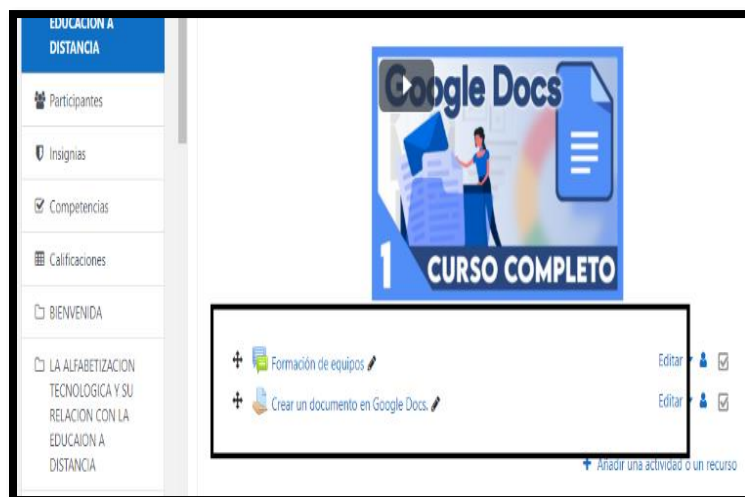 EDUCACIÓN A
DISTANCIA
Participantes
Insignias
Competencias
Calificaciones
BIENVENIDA
LA ALFABETIZACION
TECNOLOGICA Y SU
RELACION CON LA
EDUCAION A
DISTANCIA
Google Docs
1 CURSO COMPLETO
Formación de equipos
Editar
Crear un documento en Google Docs.
Editar
+ Añadir una actividad o un recurso